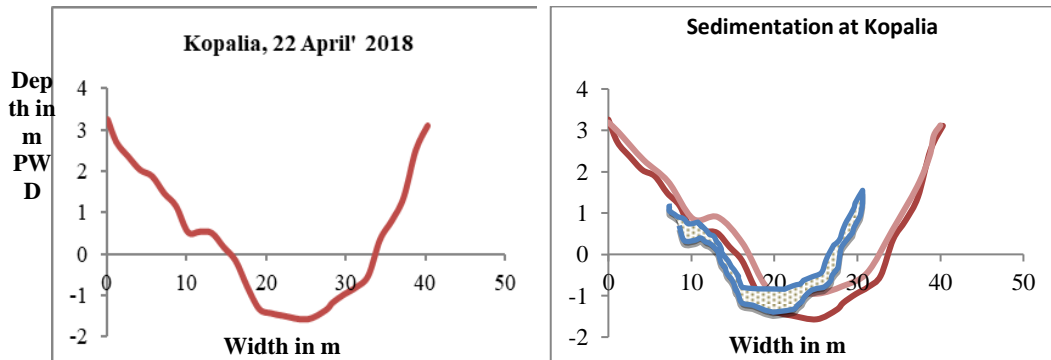 Kopalia, 22 April' 2018
Dep
th in
m
PW
D
4
3
2
1
0
-1
-2
0 10 20 30 40 50
Width in m
Sedimentation at Kopalia
4
3
2
1
0
-1
-2
0 10 20 30 40 50
Width in m